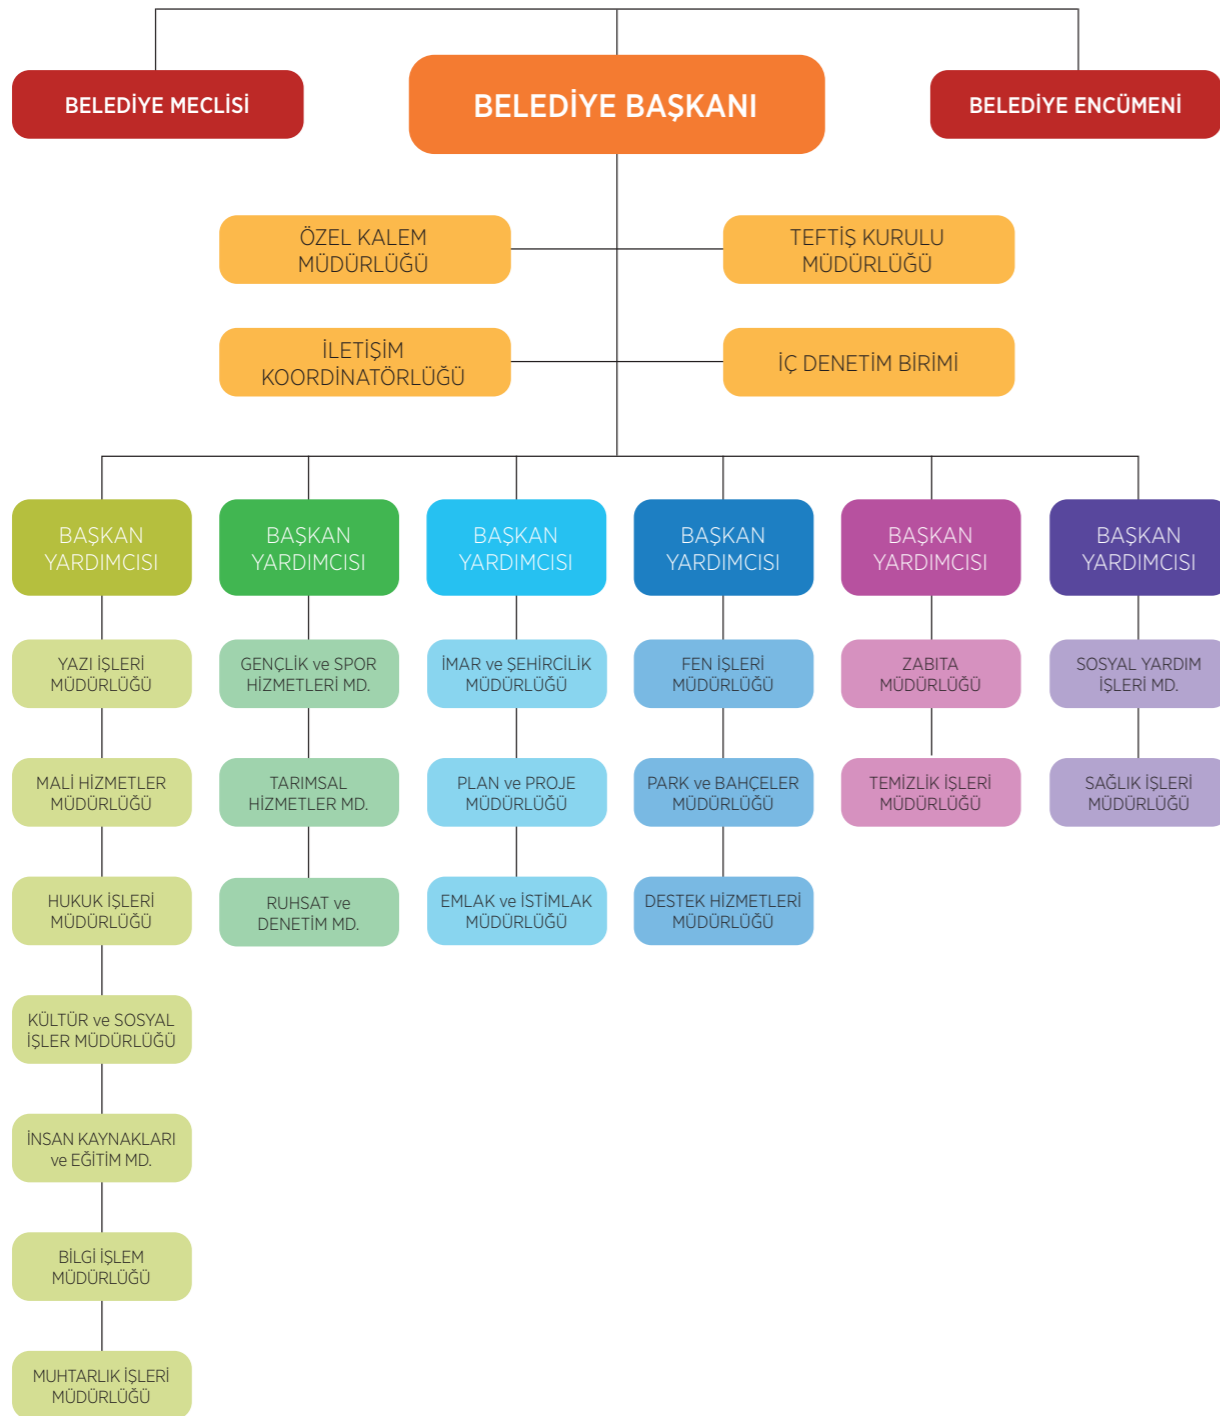 BELEDİYE MECLİSİ
BELEDİYE BAŞKANI
BELEDİYE ENCÜMENİ
ÖZEL KALEM
MÜDÜRLÜĞÜ
TEFTİŞ KURULU
MÜDÜRLÜĞÜ
İLETİŞİM
KOORDİNATÖRLÜĞÜ
İÇ DENETİM BİRİMİ
BAŞKAN
YARDIMCISI
YAZI İŞLERİ
MÜDÜRLÜĞÜ
MALİ HİZMETLER
MÜDÜRLÜĞÜ
HUKUK İŞLERİ
MÜDÜRLÜĞÜ
KÜLTÜR ve SOSYAL
İŞLER MÜDÜRLÜĞÜ
İNSAN KAYNAKLARI
ve EĞİTİM MD.
BİLGİ İŞLEM
MÜDÜRLÜĞÜ
MUHTARLIK İŞLERİ
MÜDÜRLÜĞÜ
BAŞKAN
YARDIMCISI
GENÇLİK ve SPOR
HİZMETLERİ MD.
TARIMSAL
HİZMETLER MD.
RUHSAT ve
DENETİM MD.
BAŞKAN
YARDIMCISI
İMAR ve ŞEHİRCİLİK
MÜDÜRLÜĞÜ
PLAN ve PROJE
MÜDÜRLÜĞÜ
EMLAK ve İSTİMLAK
MÜDÜRLÜĞÜ
BAŞKAN
YARDIMCISI
FEN İŞLERİ
MÜDÜRLÜĞÜ
PARK ve BAHÇELER
MÜDÜRLÜĞÜ
DESTEK HİZMETLERİ
MÜDÜRLÜĞÜ
BAŞKAN
YARDIMCISI
ZABITA
MÜDÜRLÜĞÜ
TEMİZLİK İŞLERİ
MÜDÜRLÜĞÜ
BAŞKAN
YARDIMCISI
SOSYAL YARDIM
İŞLERİ MD.
SAĞLIK İŞLERİ
MÜDÜRLÜĞÜ